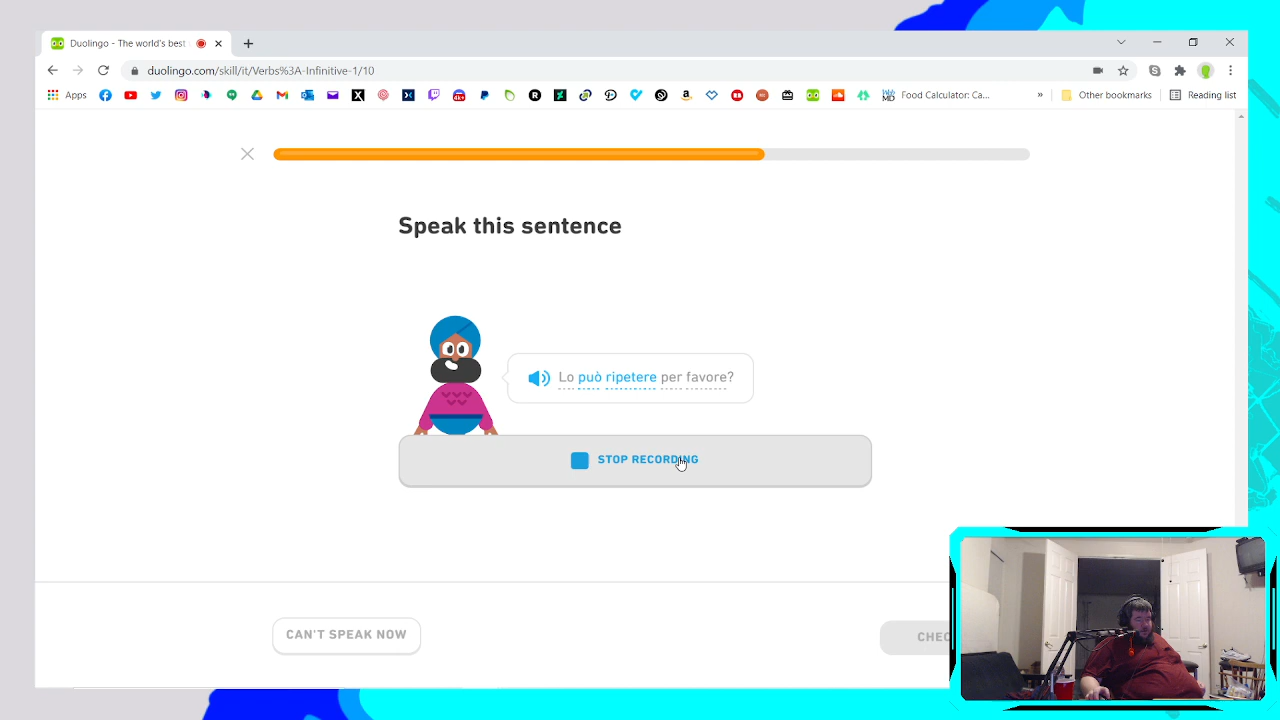 Duolingo - The world's best
duolingo.com/skill/it/Verbs%3A-Infinitive-1/10
Apps
Food Calculator: Ca...
»
Other bookmarks
Reading list
Speak this sentence
Lo può ripetere per favore?
STOP RECORDING
CAN'T SPEAK NOW
CHEC